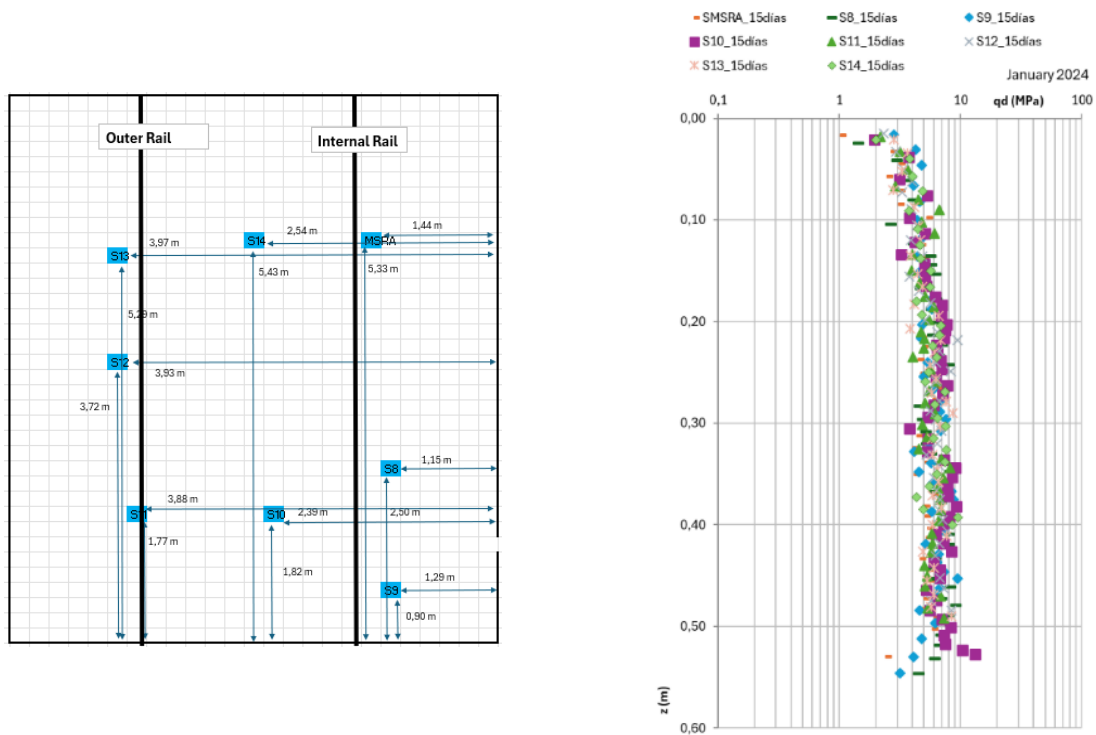 Outer Rail
Internal Rail
1,44 m
2,54 m
3,97 m
S14
MSRA
S13
5,43 m
5,33 m
5,29 m
S12
3,93 m
3,72 m
1,15 m
S8
3,88 m
S11
S10
2,39 m
2,50 m
1,77 m
1,82 m
1,29 m
S9
0,90 m
SMSRA_15días
S8_15días
S9_15días
S10_15días
S11_15días
S12_15días
S13_15días
S14_15días
January 2024
0,1
1
10
qd (MPa)
100
0,00
0,10
0,20
0,30
0,40
0,50
z (m)
0,60